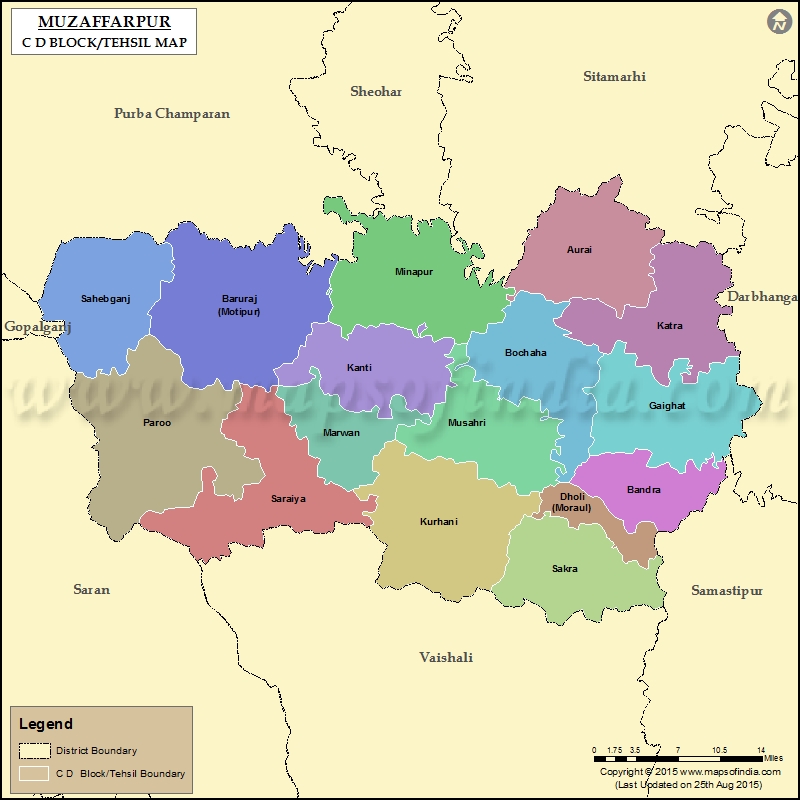 MUZAFFARPUR
C D BLOCK/TEHSIL MAP
N
Sitamarhi
Sheohar
Purba Champaran
Aurai
Minapur
Sahebganj
Baruraj
(Motipur)
Darbhanga
Gopalganj
Katra
Bochaha
Kanti
www.mapsofindia.com
Gaighat
Paroo
Musahri
Marwan
Bandra
Saraiya
Dholi
(Moraul)
Kurhani
Sakra
Saran
Samastipur
Vaishali
Legend
District Boundary
C D Block/Tehsil Boundary
0 1.75 3.5 7 10.5 14
Miles
Copyright © 2015 www.mapsofindia.com
(Last Updated on 25th Aug 2015)